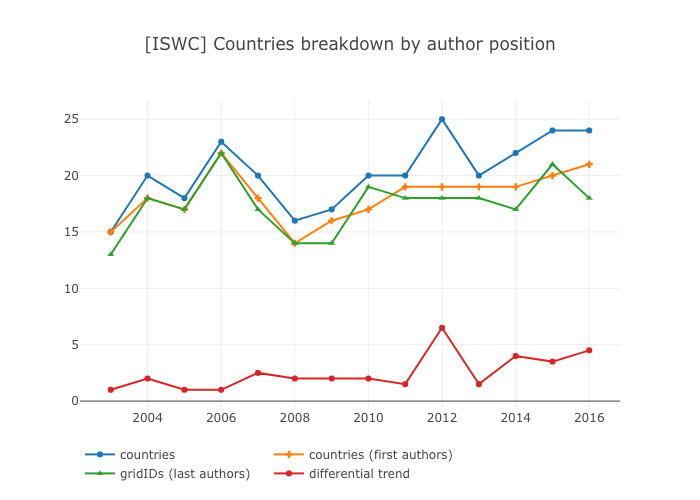 [ISWC] Countries breakdown by author position
25
20
15
10
5
0
2004 2006 2008 2010 2012 2014 2016
countries countries (first authors)
gridIDs (last authors) differential trend